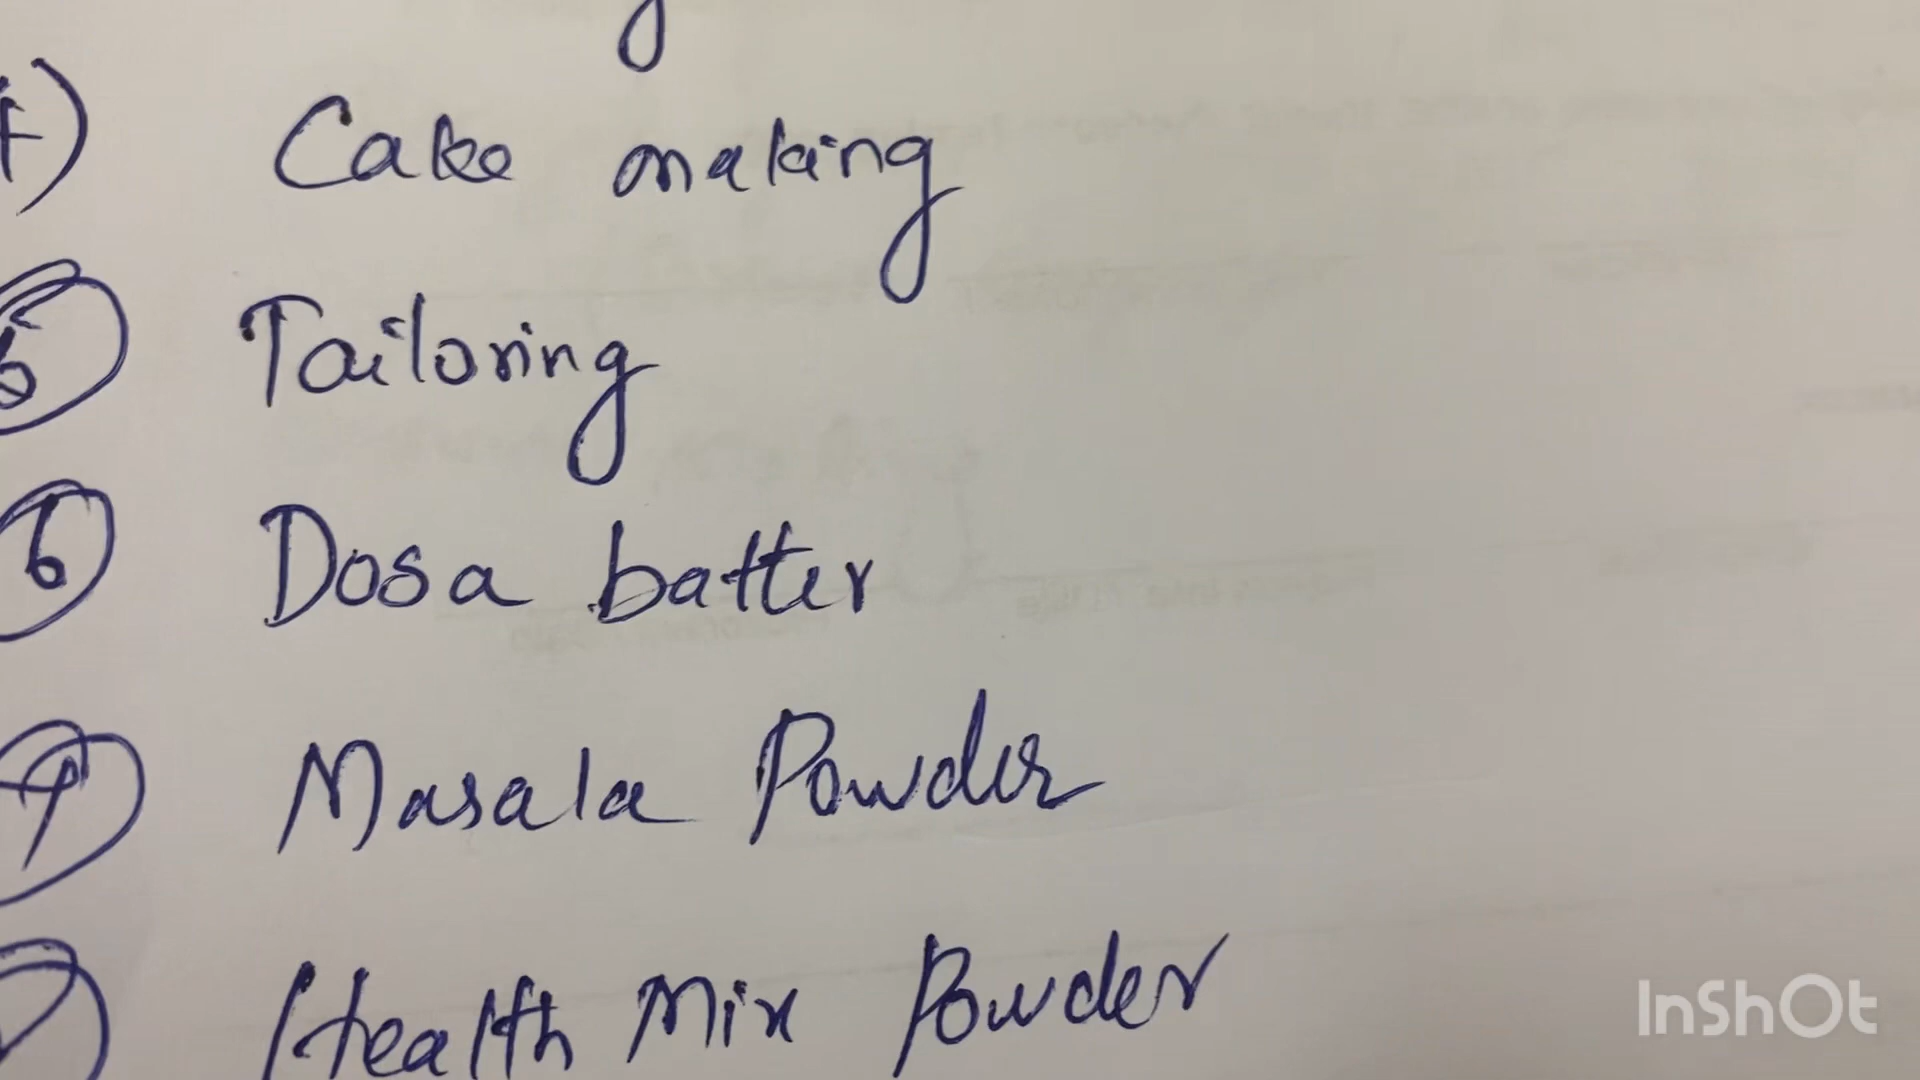 4) Cake making
5 Tailoring
6 Dosa batter
7 Masala Powder
Health Mix Powder
InShOt